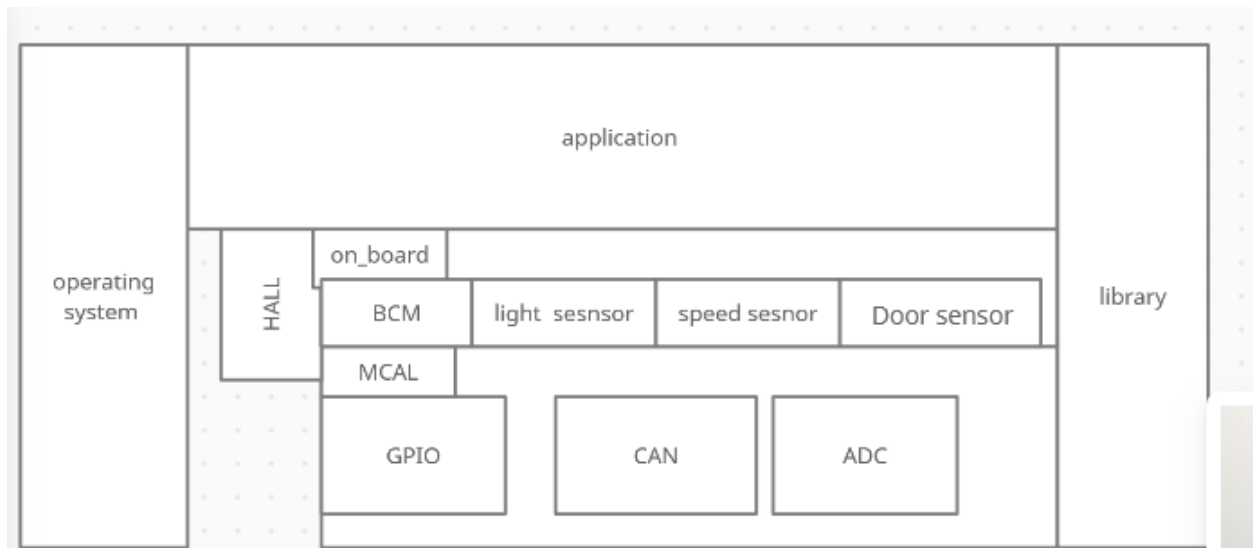 application
operating
system
library
HALL
on_board
BCM
light sesnsor
speed sesnor
Door sensor
MCAL
GPIO
CAN
ADC